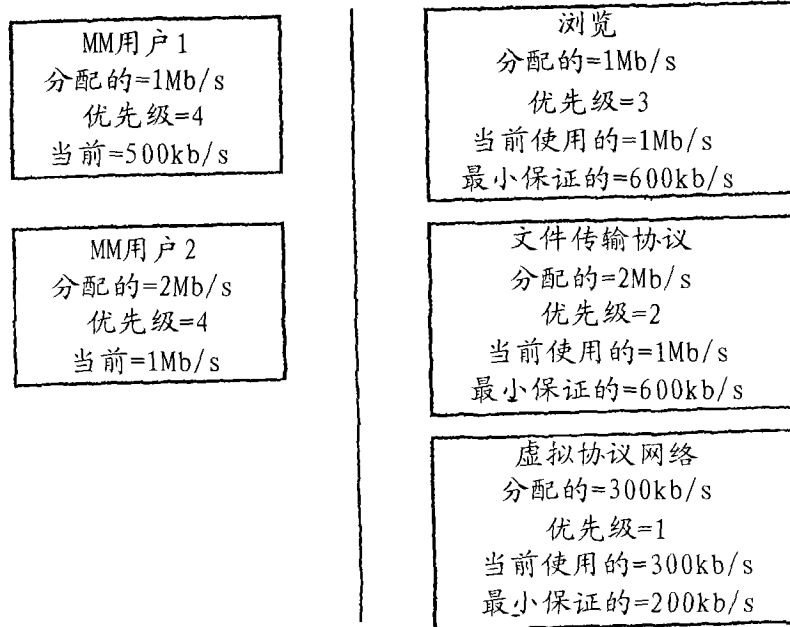 MM用户1
分配的=1Mb/s
优先级=4
当前=500kb/s
MM用户2
分配的=2Mb/s
优先级=4
当前=1Mb/s
浏览
分配的=1Mb/s
优先级=3
当前使用的=1Mb/s
最小保证的=600kb/s
文件传输协议
分配的=2Mb/s
优先级=2
当前使用的=1Mb/s
最小保证的=600kb/s
虚拟协议网络
分配的=300kb/s
优先级=1
当前使用的=300kb/s
最小保证的=200kb/s